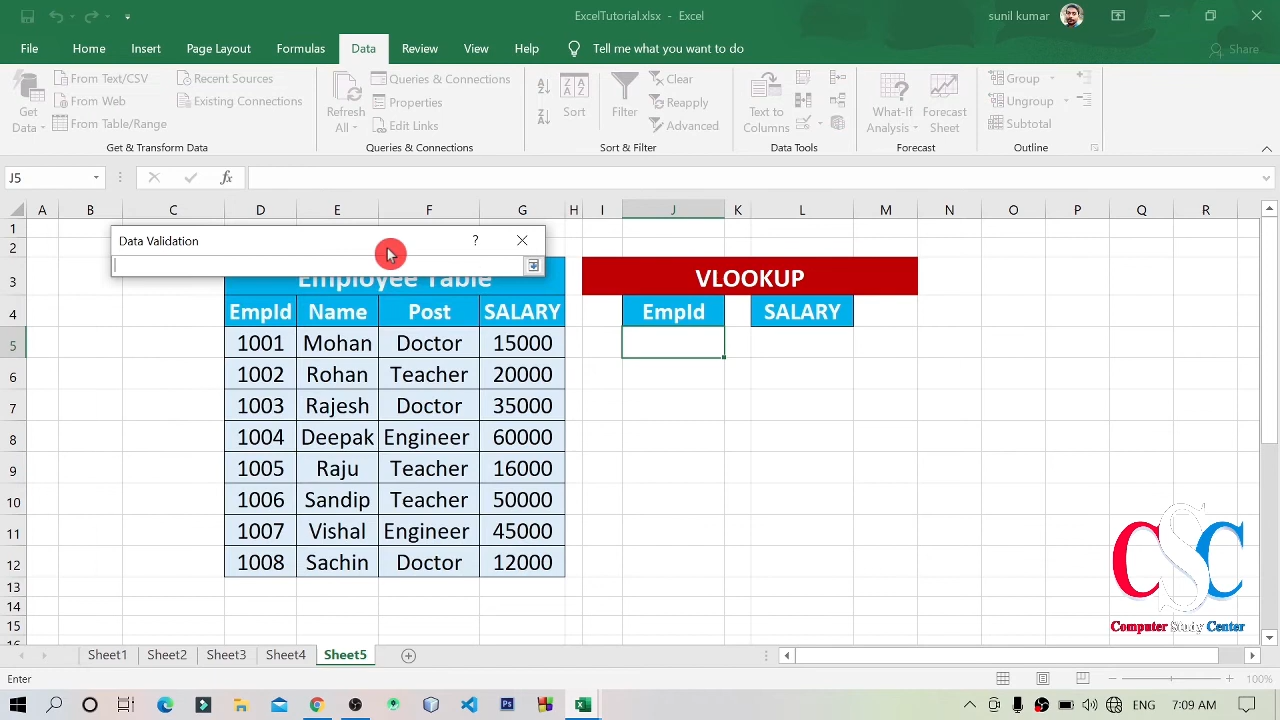 ExcelTutorial.xlsx - Excel
sunil kumar
File Home Insert Page Layout Formulas Data Review View Help Tell me what you want to do Share
Get Data
From Text/CSV
From Web
From Table/Range
Recent Sources
Existing Connections
Get & Transform Data
Refresh All
Queries & Connections
Properties
Edit Links
Queries & Connections
Sort
Filter
Clear
Reapply
Advanced
Sort & Filter
Text to Columns
Data Tools
What-If Analysis
Forecast Sheet
Forecast
Group
Ungroup
Subtotal
Outline
J5
fx
A B C D E F G H I J K L M N O P Q R
1
2
3
4
5
6
7
8
9
10
11
12
13
14
15
Data Validation
?
Employee Table
EmpId Name Post SALARY
1001 Mohan Doctor 15000
1002 Rohan Teacher 20000
1003 Rajesh Doctor 35000
1004 Deepak Engineer 60000
1005 Raju Teacher 16000
1006 Sandip Teacher 50000
1007 Vishal Engineer 45000
1008 Sachin Doctor 12000
VLOOKUP
EmpId SALARY
CSC
Computer Study Center
Sheet1 Sheet2 Sheet3 Sheet4 Sheet5
Enter
100%
ENG 7:09 AM